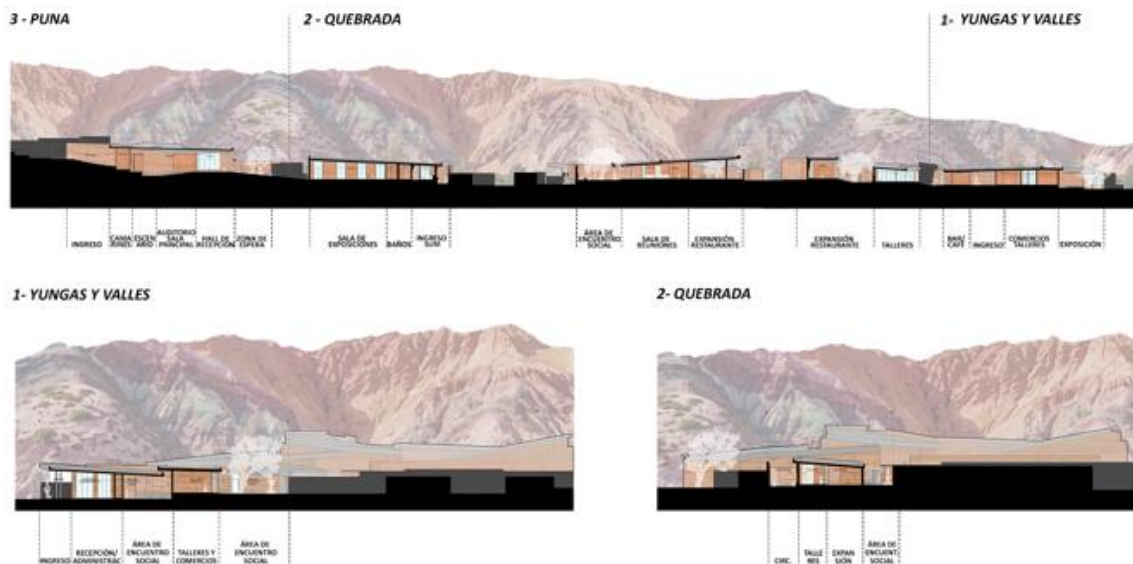 3 - PUNA
2 - QUEBRADA
1- YUNGAS Y VALLES
INGRESO
CAMA
RINES
ESCEN
ARIO
AUDITORIO
SALA
PRINCIPAL
HALL DE
RECEPCIÓN
ZONA DE
ESPERA
SALA DE
EXPOSICIONES
BAÑOS
INGRESO
SUM
ÁREA DE
ENCUENTRO
SOCIAL
SALA DE
REUNIONES
EXPANSIÓN
RESTAURANTE
EXPANSIÓN
RESTAURANTE
TALLERES
BAR/
CAFÉ
INGRESO
COMERCIOS
TALLERES
EXPOSICIÓN
1- YUNGAS Y VALLES
2- QUEBRADA
INGRESO
RECEPCIÓN/
ADMINISTRAC
ÁREA DE
ENCUENTRO
SOCIAL
TALLERES Y
COMERCIOS
ÁREA DE
ENCUENTRO
SOCIAL
CIRC.
TALLE
RES
EXPAN
SIÓN
ÁREA DE
ENCUENT.
SOCIAL